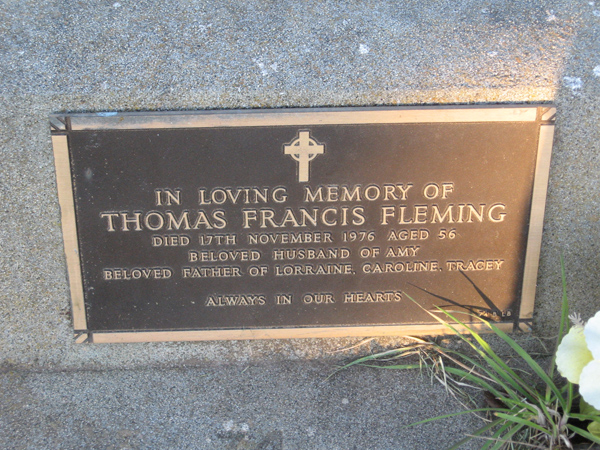 IN LOVING MEMORY OF
THOMAS FRANCIS FLEMING
DIED 17TH NOVEMBER 1976 AGED 56
BELOVED HUSBAND OF AMY
BELOVED FATHER OF LORRAINE, CAROLINE, TRACEY
ALWAYS IN OUR HEARTS